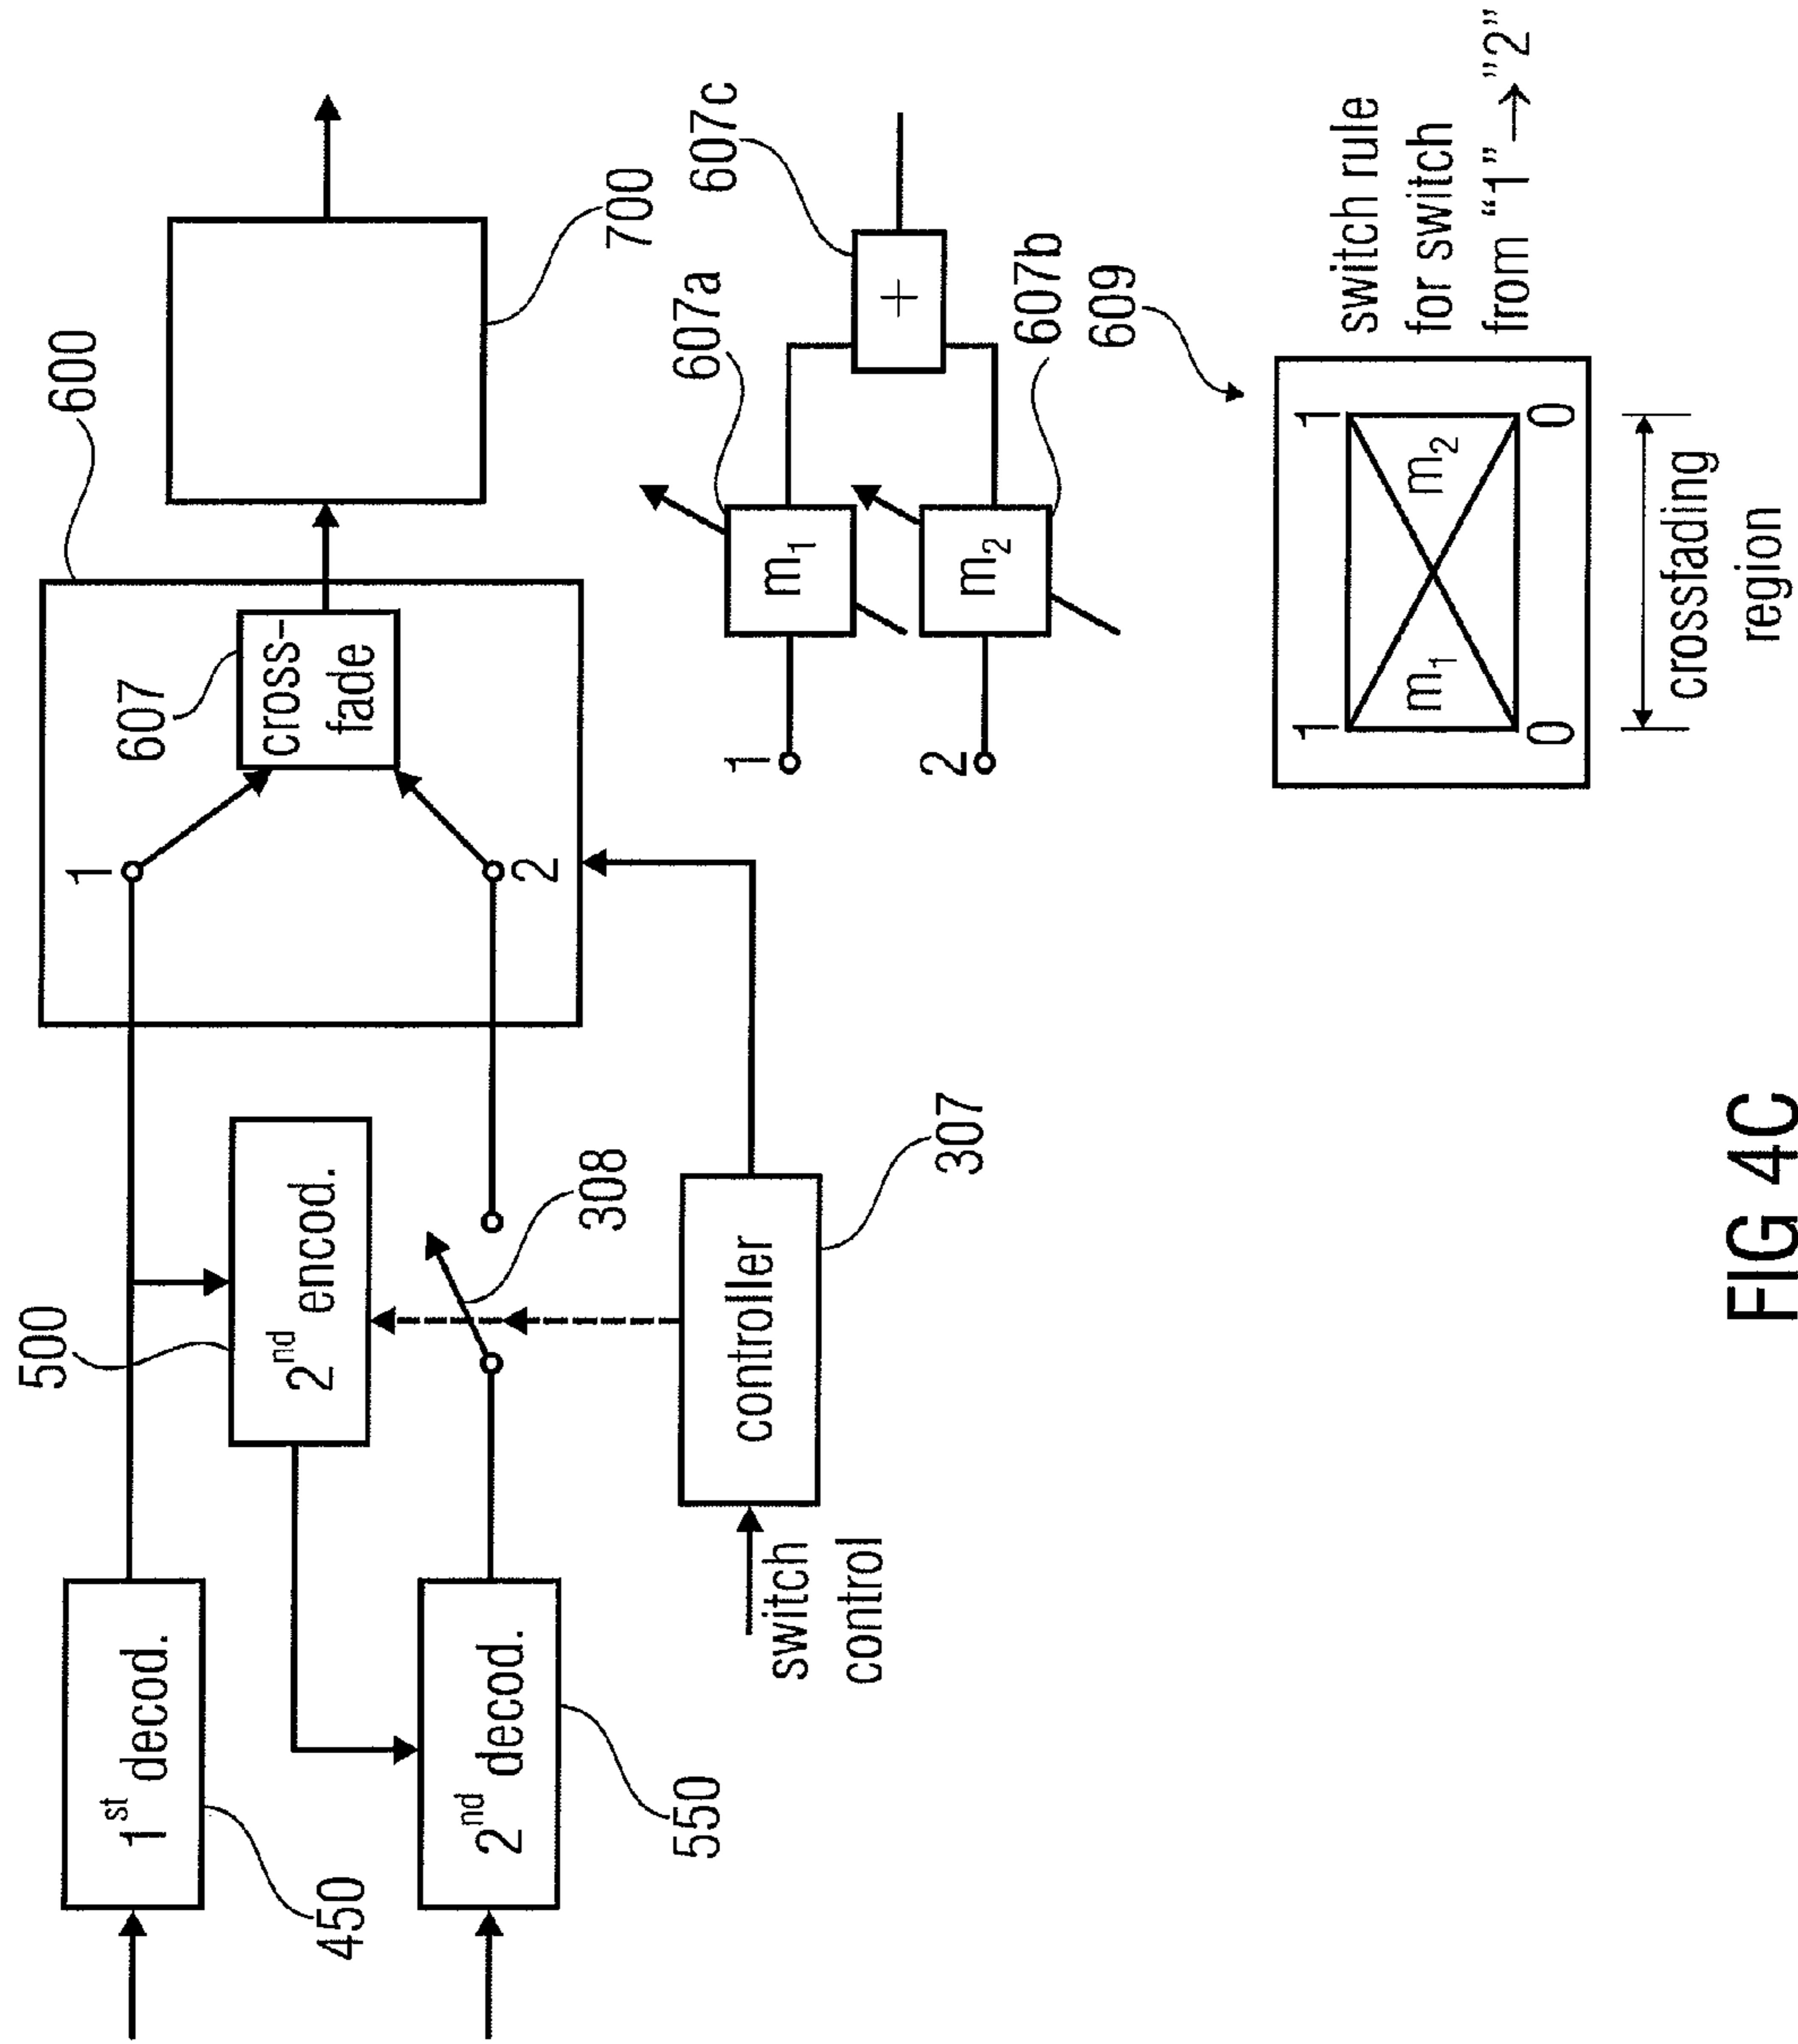 600
500
1
607
cross-
fade
2
700
1st decod.
450
2nd encod.
2nd decod.
550
308
switch
control
controller
307
1
m1
607a
607c
+
2
m2
607b
609
1
1
m1
m2
0
0
crossfading
region
switch rule
for switch
from “1” → ”2”
FIG 4C